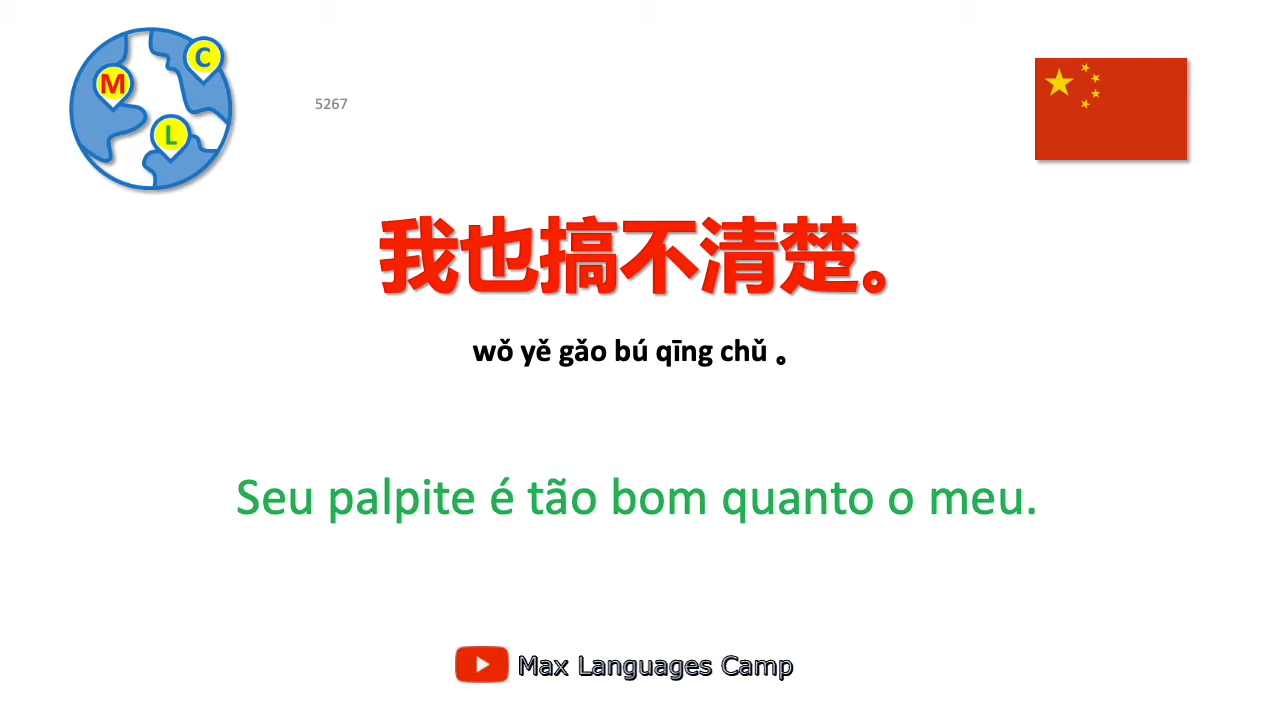 M
C
L
5267
我也搞不清楚。
wǒ yě gǎo bú qīng chǔ 。
Seu palpite é tão bom quanto o meu.
Max Languages Camp